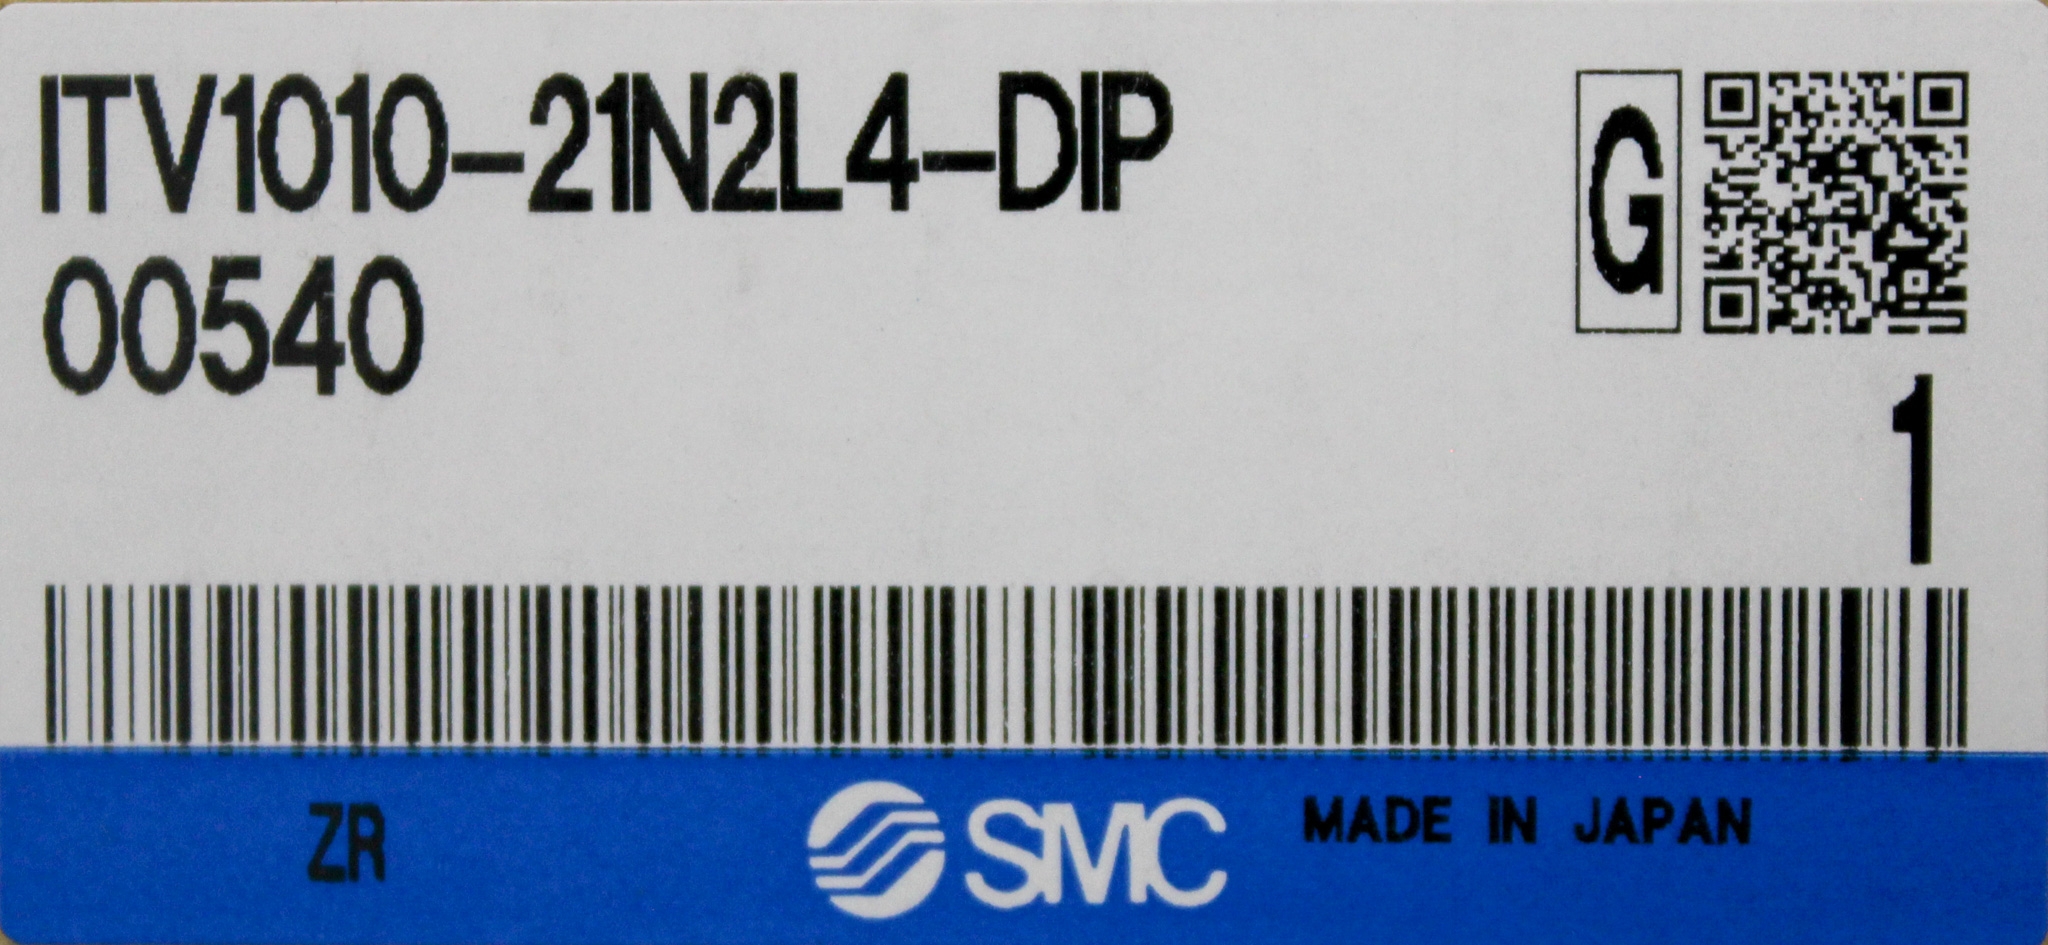 ITV1010-21N2L4-DIP
G
00540
1
ZR
SMC
MADE IN JAPAN